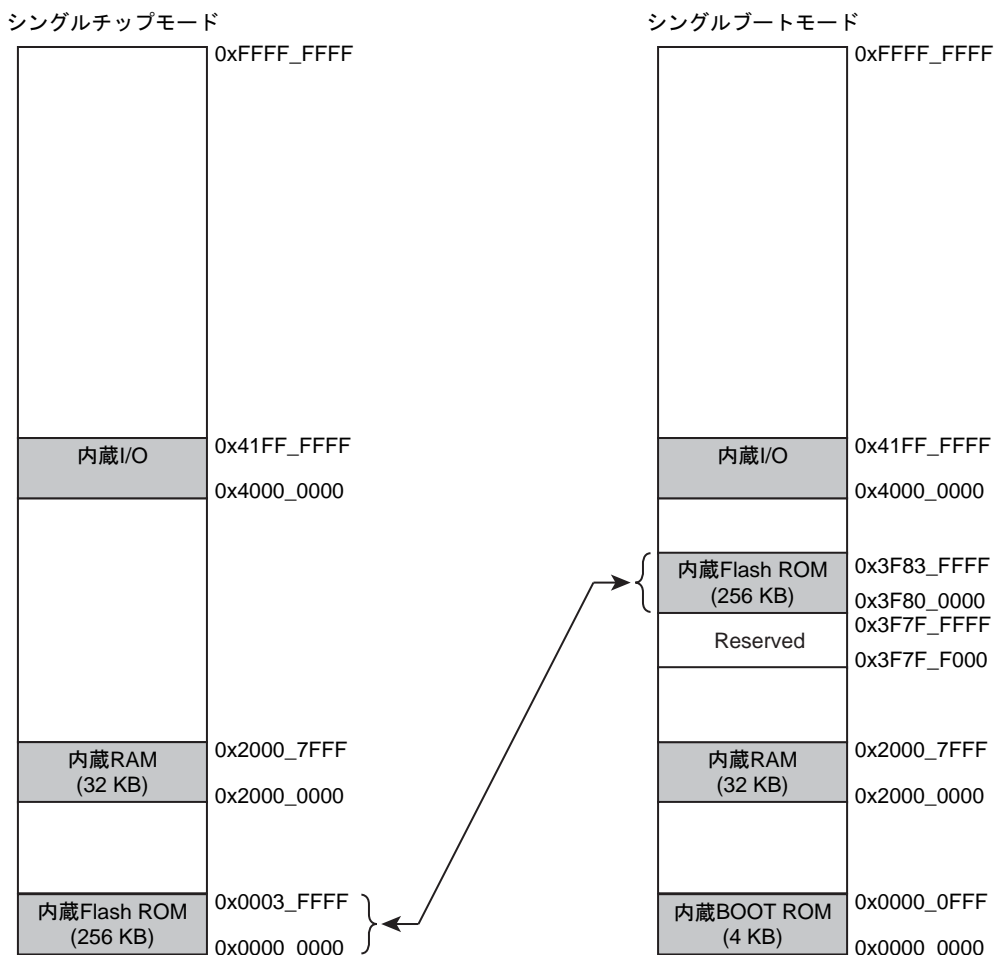 シングルチップモード
0xFFFF_FFFF
内蔵I/O
0x41FF_FFFF
0x4000_0000
内蔵RAM
(32 KB)
0x2000_7FFF
0x2000_0000
内蔵Flash ROM
(256 KB)
0x0003_FFFF
0x0000_0000
シングルブートモード
0xFFFF_FFFF
内蔵I/O
0x41FF_FFFF
0x4000_0000
内蔵Flash ROM
(256 KB)
0x3F83_FFFF
0x3F80_0000
0x3F7F_FFFF
Reserved
0x3F7F_F000
内蔵RAM
(32 KB)
0x2000_7FFF
0x2000_0000
内蔵BOOT ROM
(4 KB)
0x0000_0FFF
0x0000_0000